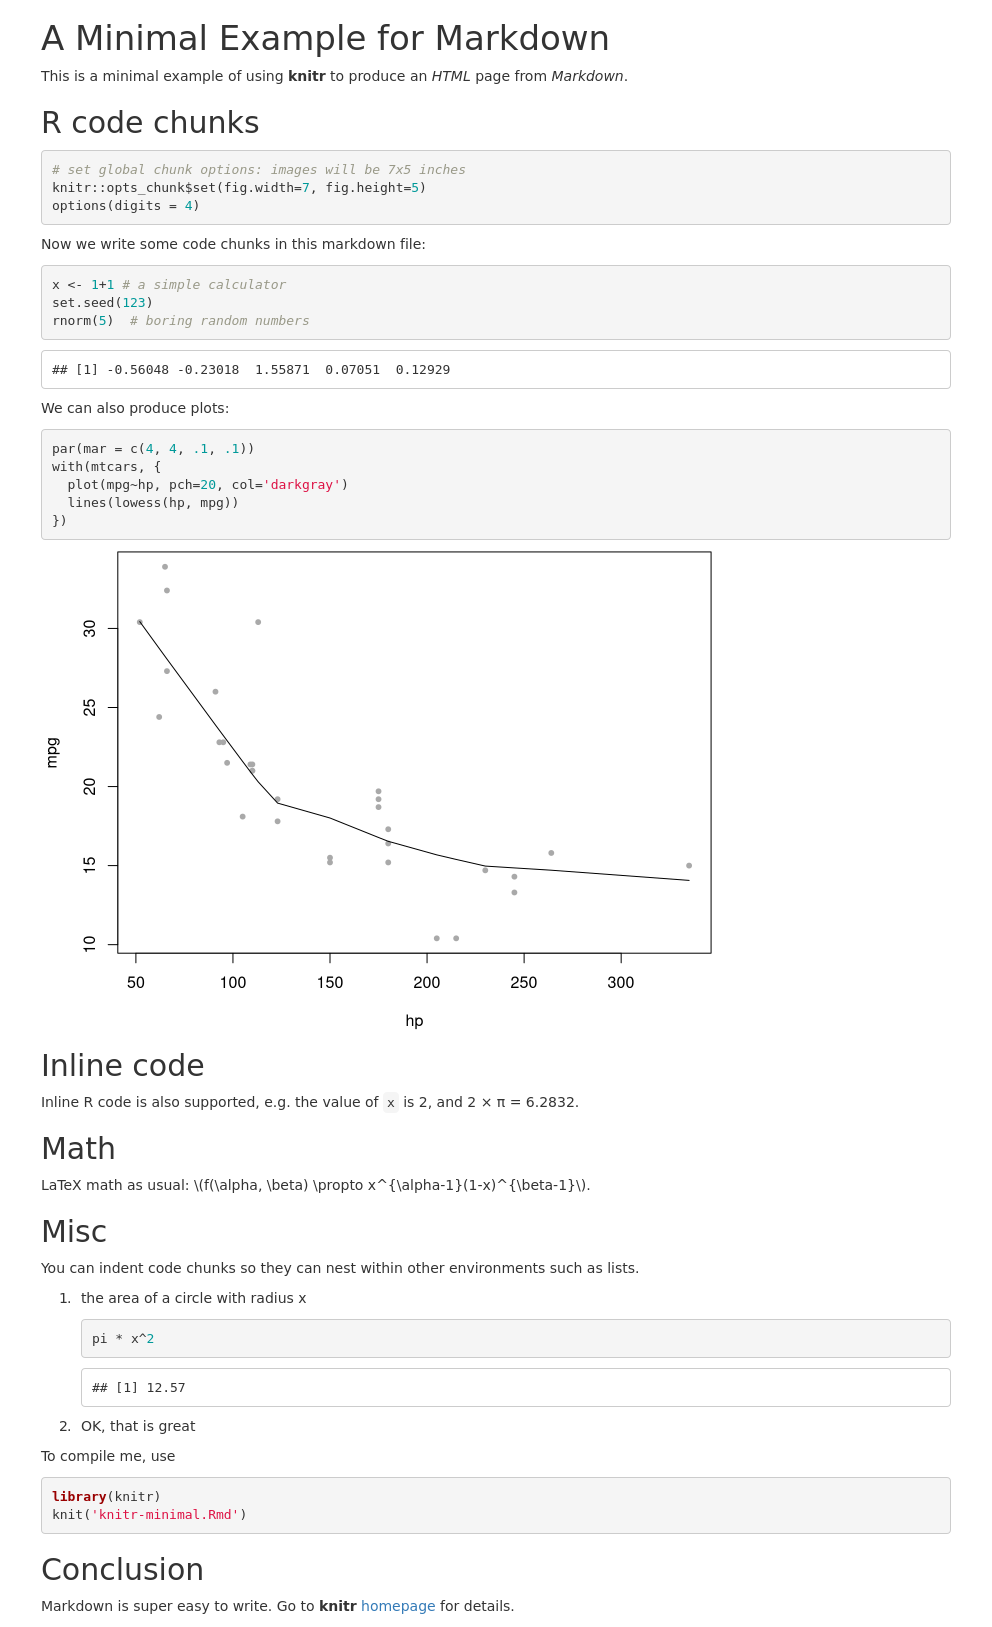 A Minimal Example for Markdown
This is a minimal example of using knitr to produce an HTML page from Markdown.
R code chunks
# set global chunk options: images will be 7x5 inches
knitr::opts_chunk$set(fig.width=7, fig.height=5)
options(digits = 4)
Now we write some code chunks in this markdown file:
x <- 1+1 # a simple calculator
set.seed(123)
rnorm(5)  # boring random numbers
## [1] -0.56048 -0.23018  1.55871  0.07051  0.12929
We can also produce plots:
par(mar = c(4, 4, .1, .1))
with(mtcars, {
  plot(mpg~hp, pch=20, col='darkgray')
  lines(lowess(hp, mpg))
})
30
25
20
15
10
mpg
50 100 150 200 250 300
hp
Inline code
Inline R code is also supported, e.g. the value of x is 2, and 2 × π = 6.2832.
Math
LaTeX math as usual: \(f(\alpha, \beta) \propto x^{\alpha-1}(1-x)^{\beta-1}\).
Misc
You can indent code chunks so they can nest within other environments such as lists.
1. the area of a circle with radius x
pi * x^2
## [1] 12.57
2. OK, that is great
To compile me, use
library(knitr)
knit('knitr-minimal.Rmd')
Conclusion
Markdown is super easy to write. Go to knitr homepage for details.